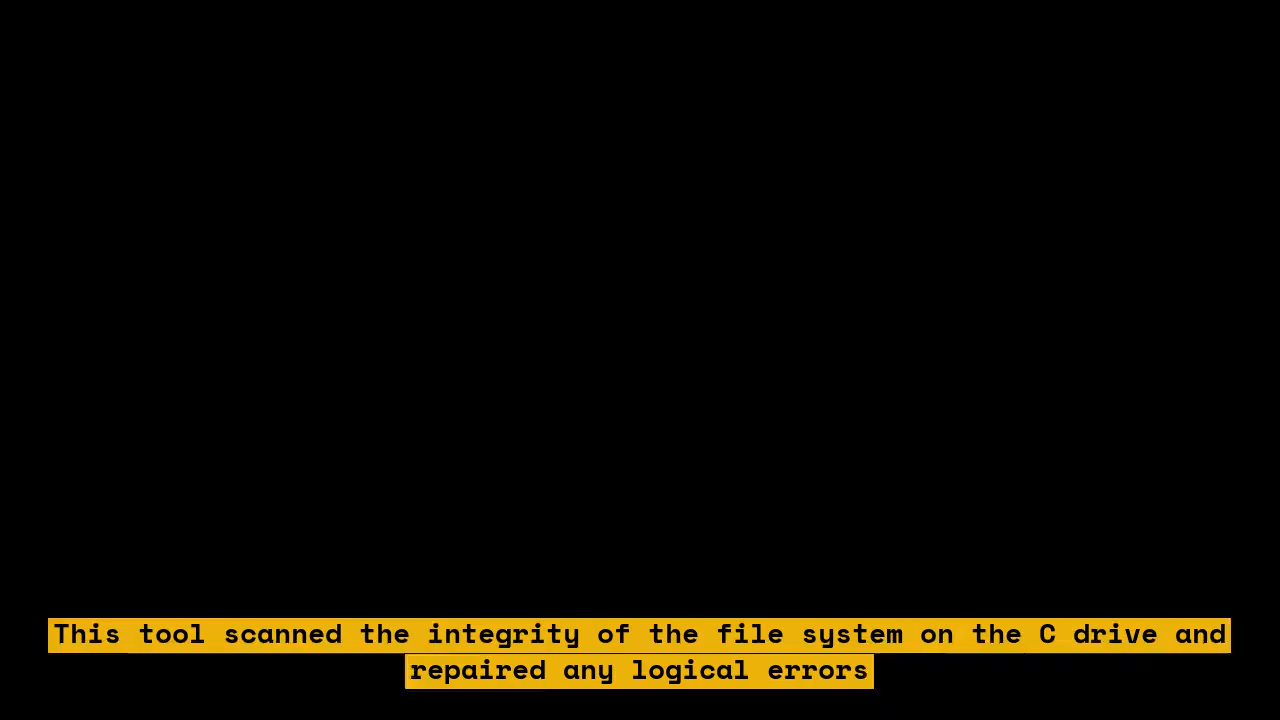 This tool scanned the integrity of the file system on the C drive and
repaired any logical errors